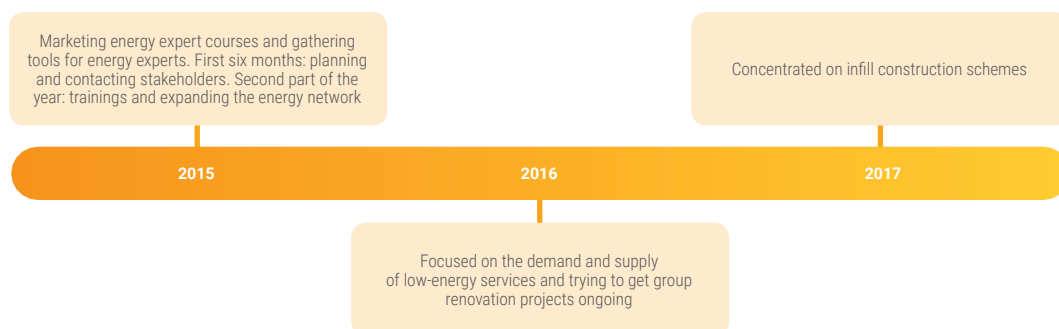 Marketing energy expert courses and gathering
tools for energy experts. First six months: planning
and contacting stakeholders. Second part of the
year: trainings and expanding the energy network
Concentrated on infill construction schemes
2015
2016
2017
Focused on the demand and supply
of low-energy services and trying to get group
renovation projects ongoing